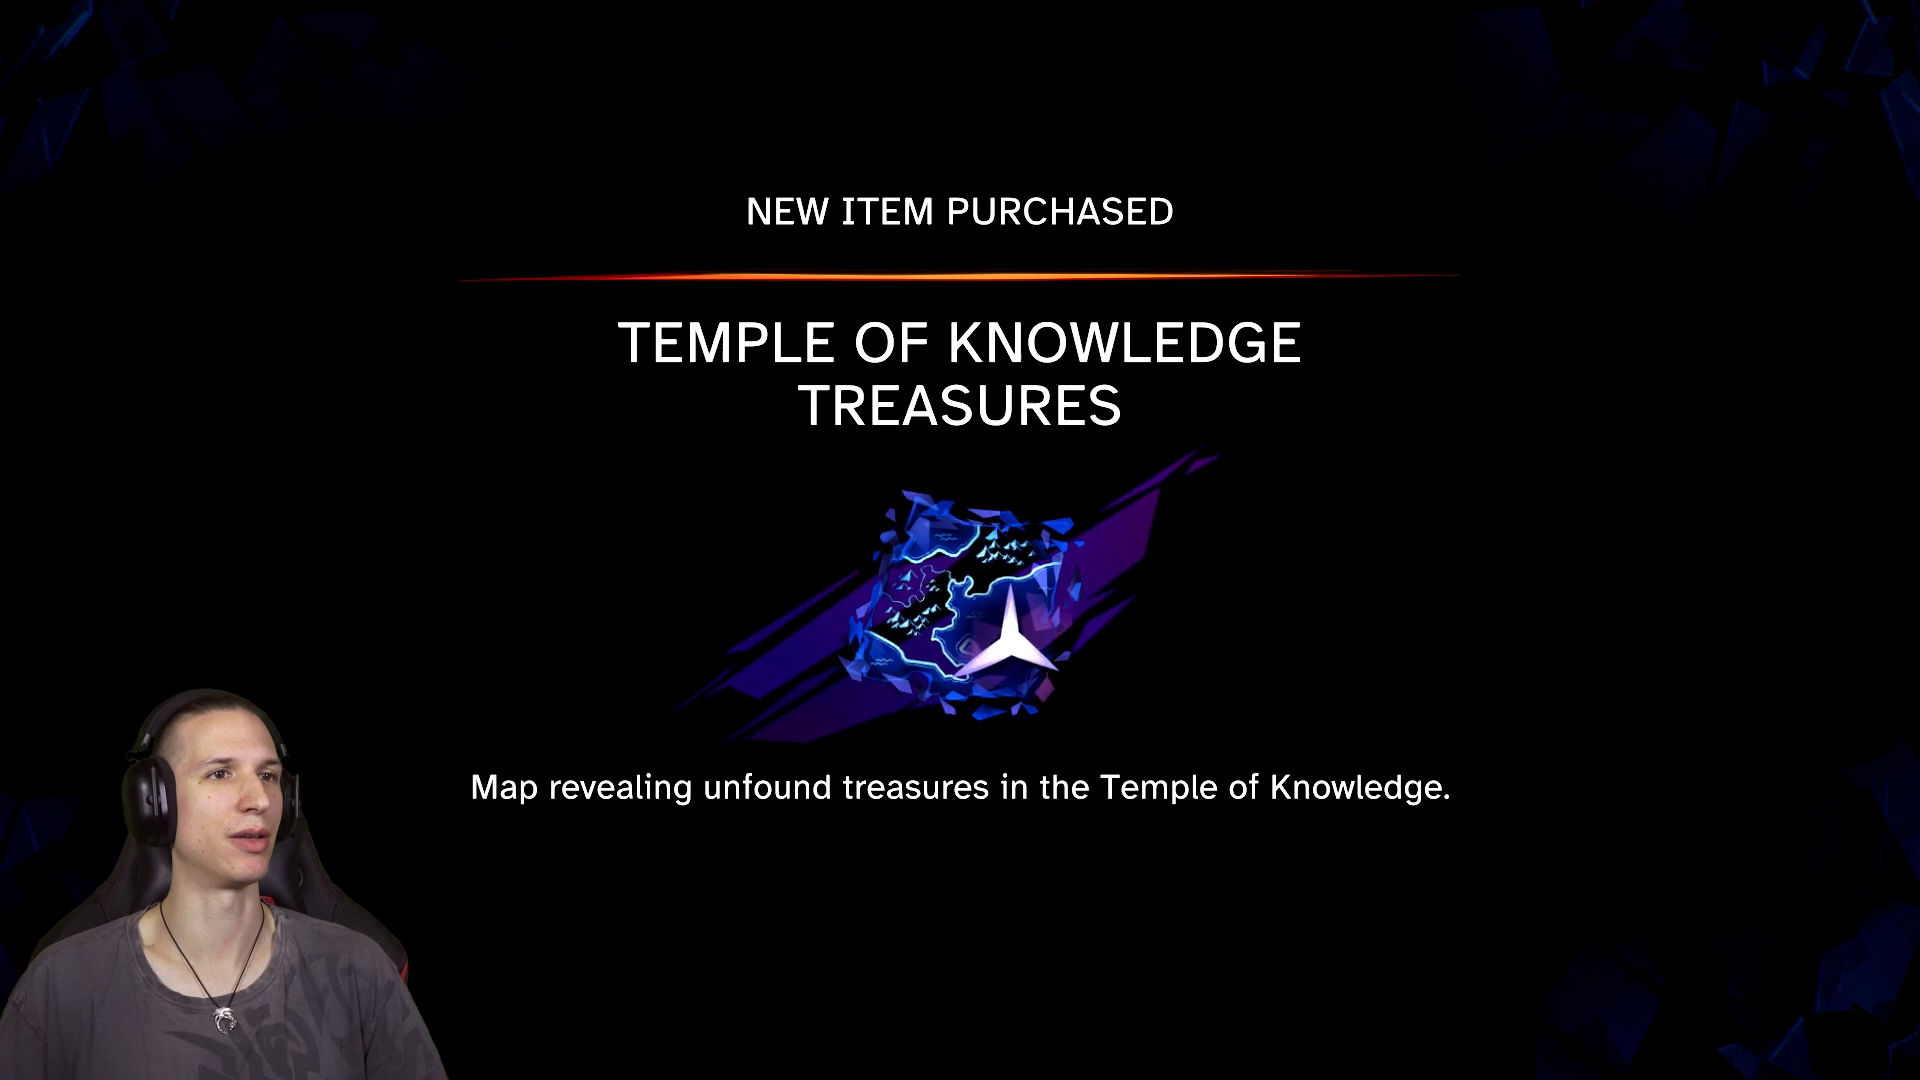 NEW ITEM PURCHASED
TEMPLE OF KNOWLEDGE
TREASURES
Map revealing unfound treasures in the Temple of Knowledge.